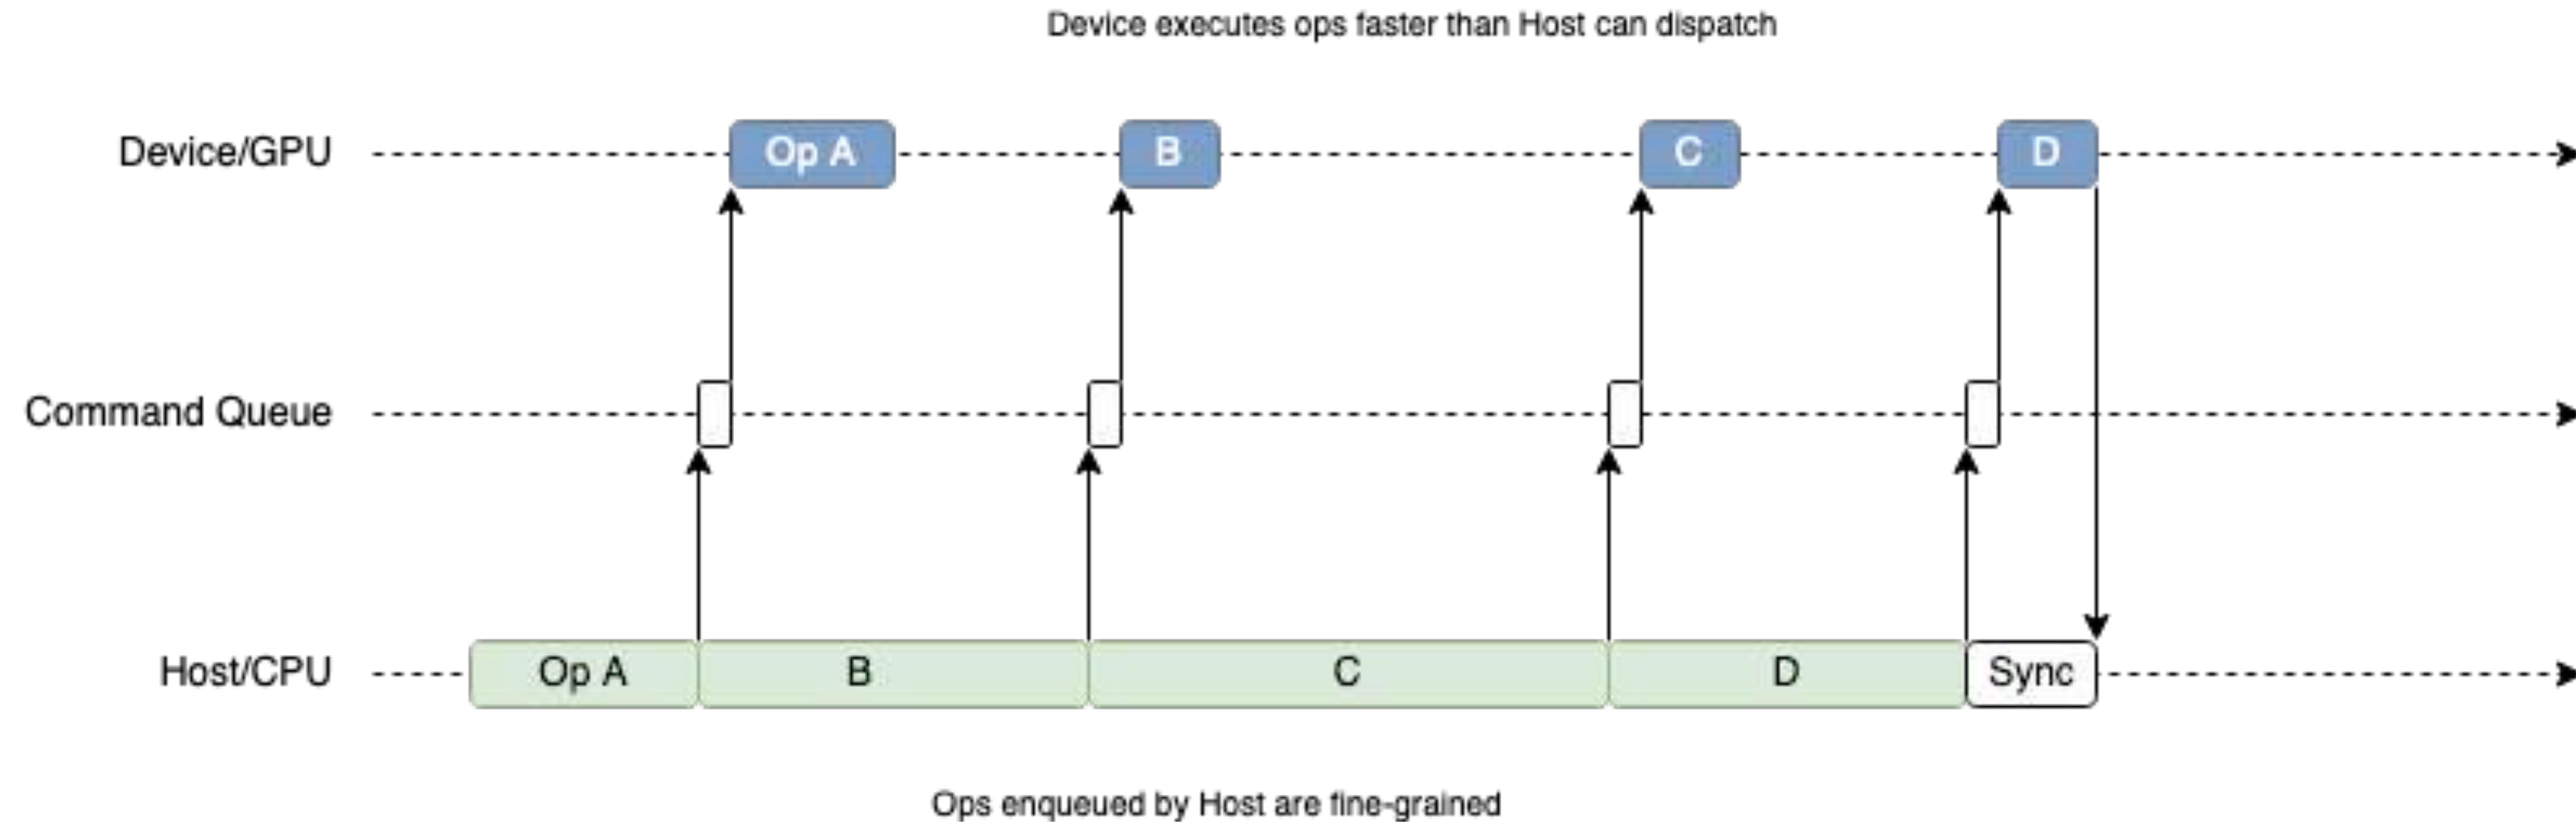 Device executes ops faster than Host can dispatch
Device/GPU
Op A
B
C
D
Command Queue
Host/CPU
Op A
B
C
D
Sync
Ops enqueued by Host are fine-grained